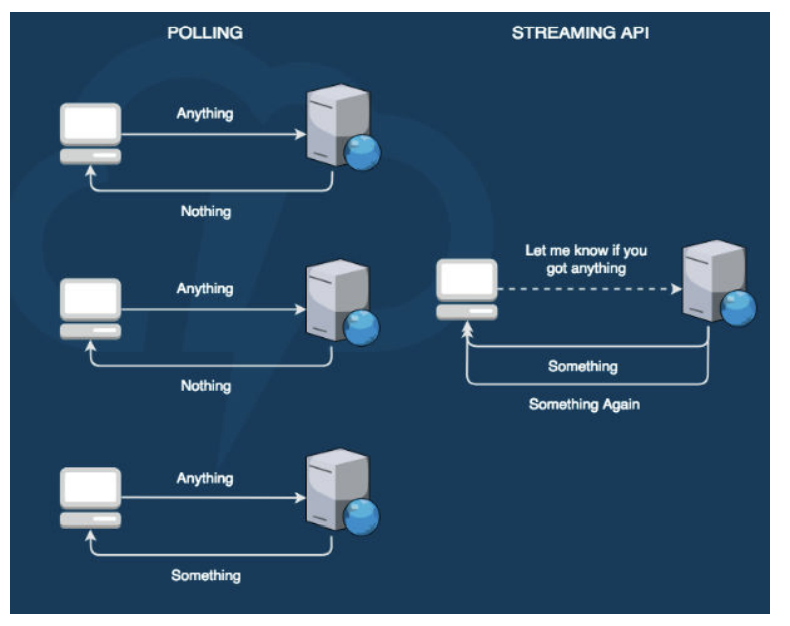 POLLING
Anything
Nothing
Anything
Nothing
Anything
Something
STREAMING API
Let me know if you
got anything
Something
Something Again